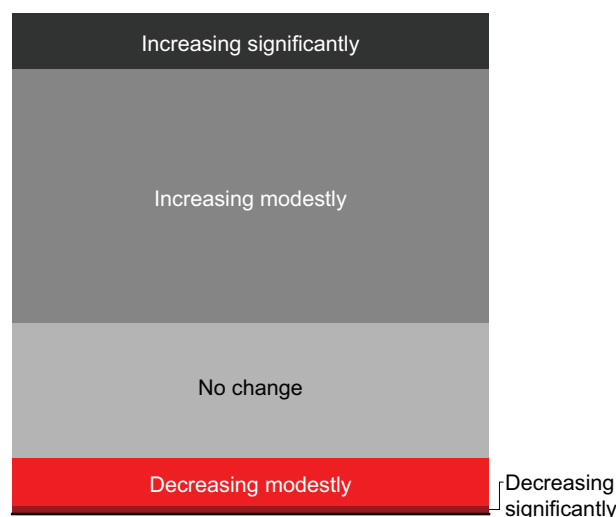 Increasing significantly
Increasing modestly
No change
Decreasing modestly
Decreasing
significantly